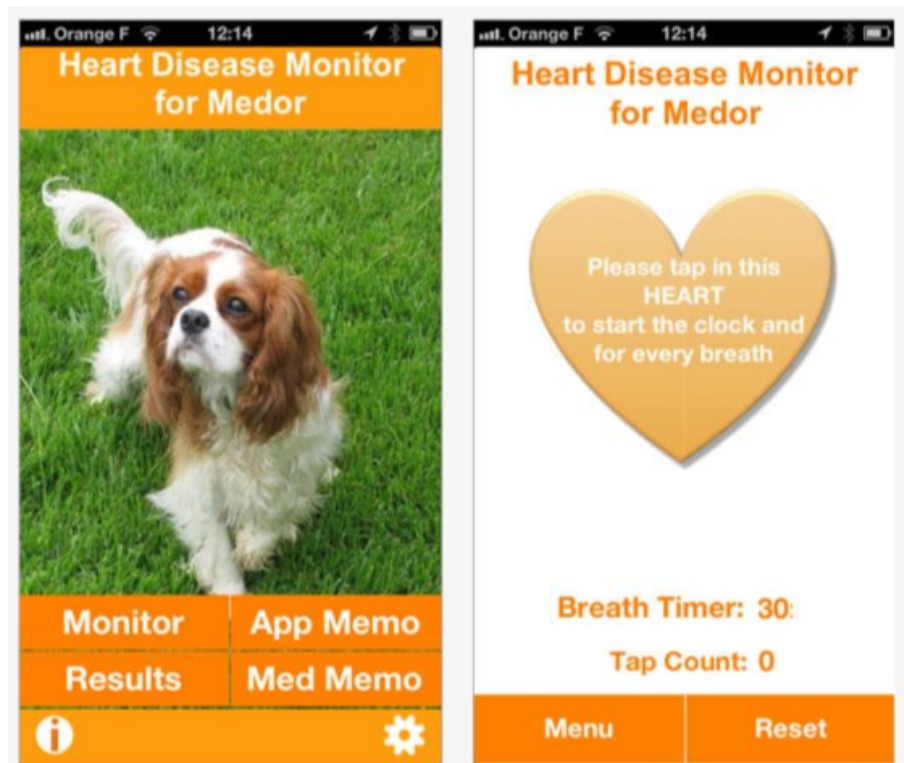 Orange F 12:14
Heart Disease Monitor
for Medor
Monitor App Memo
Results Med Memo
i
Orange F 12:14
Heart Disease Monitor
for Medor
Please tap in this
HEART
to start the clock and
for every breath
Breath Timer: 30:
Tap Count: 0
Menu Reset